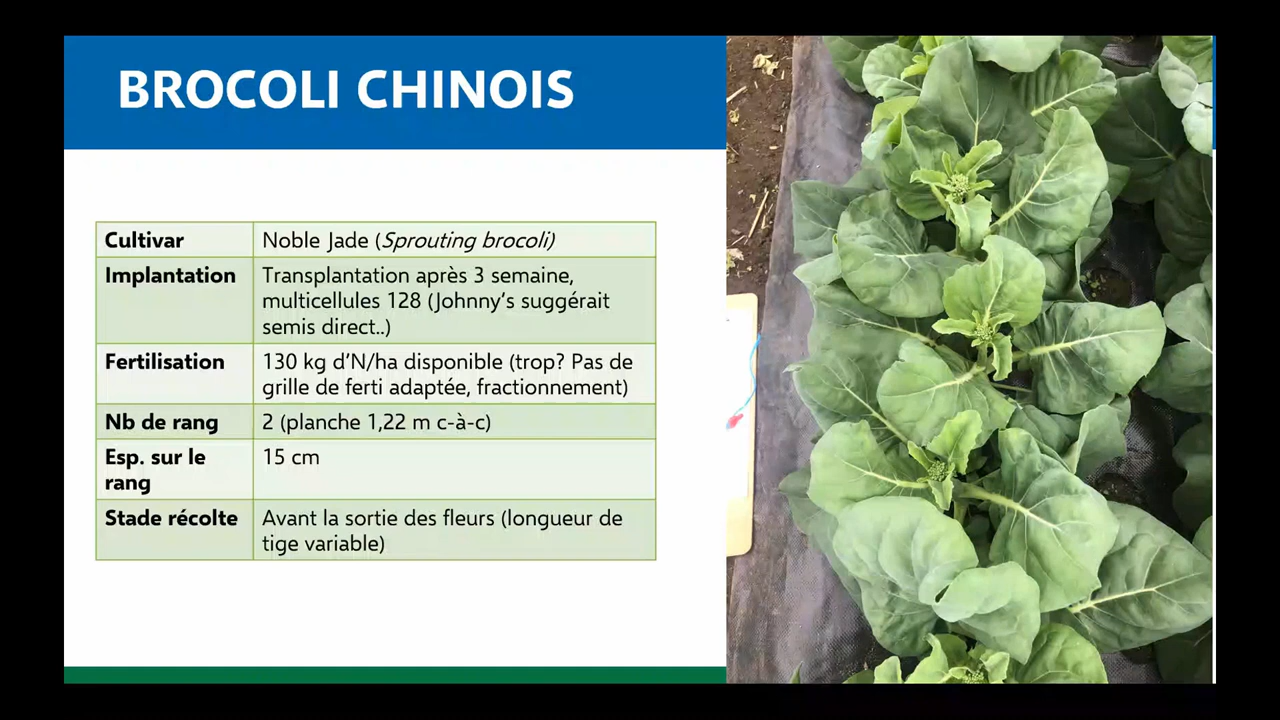 BROCOLI CHINOIS
Cultivar
Noble Jade (Sprouting brocoli)
Implantation
Transplantation après 3 semaine,
multicellules 128 (Johnny's suggérait
semis direct..)
Fertilisation
130 kg d'N/ha disponible (trop? Pas de
grille de ferti adaptée, fractionnement)
Nb de rang
2 (planche 1,22 m c-à-c)
Esp. sur le
rang
15 cm
Stade récolte
Avant la sortie des fleurs (longueur de
tige variable)